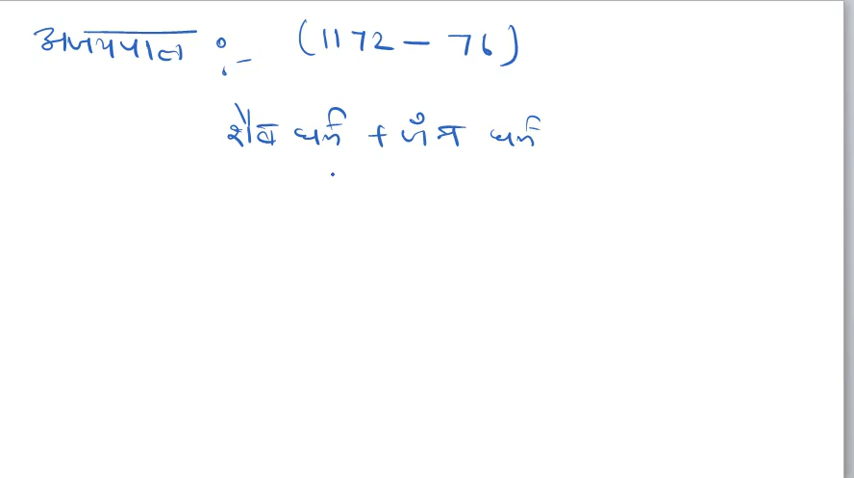 अजयपाल :- (1172 - 76)
शैव धर्म + जैन धर्म